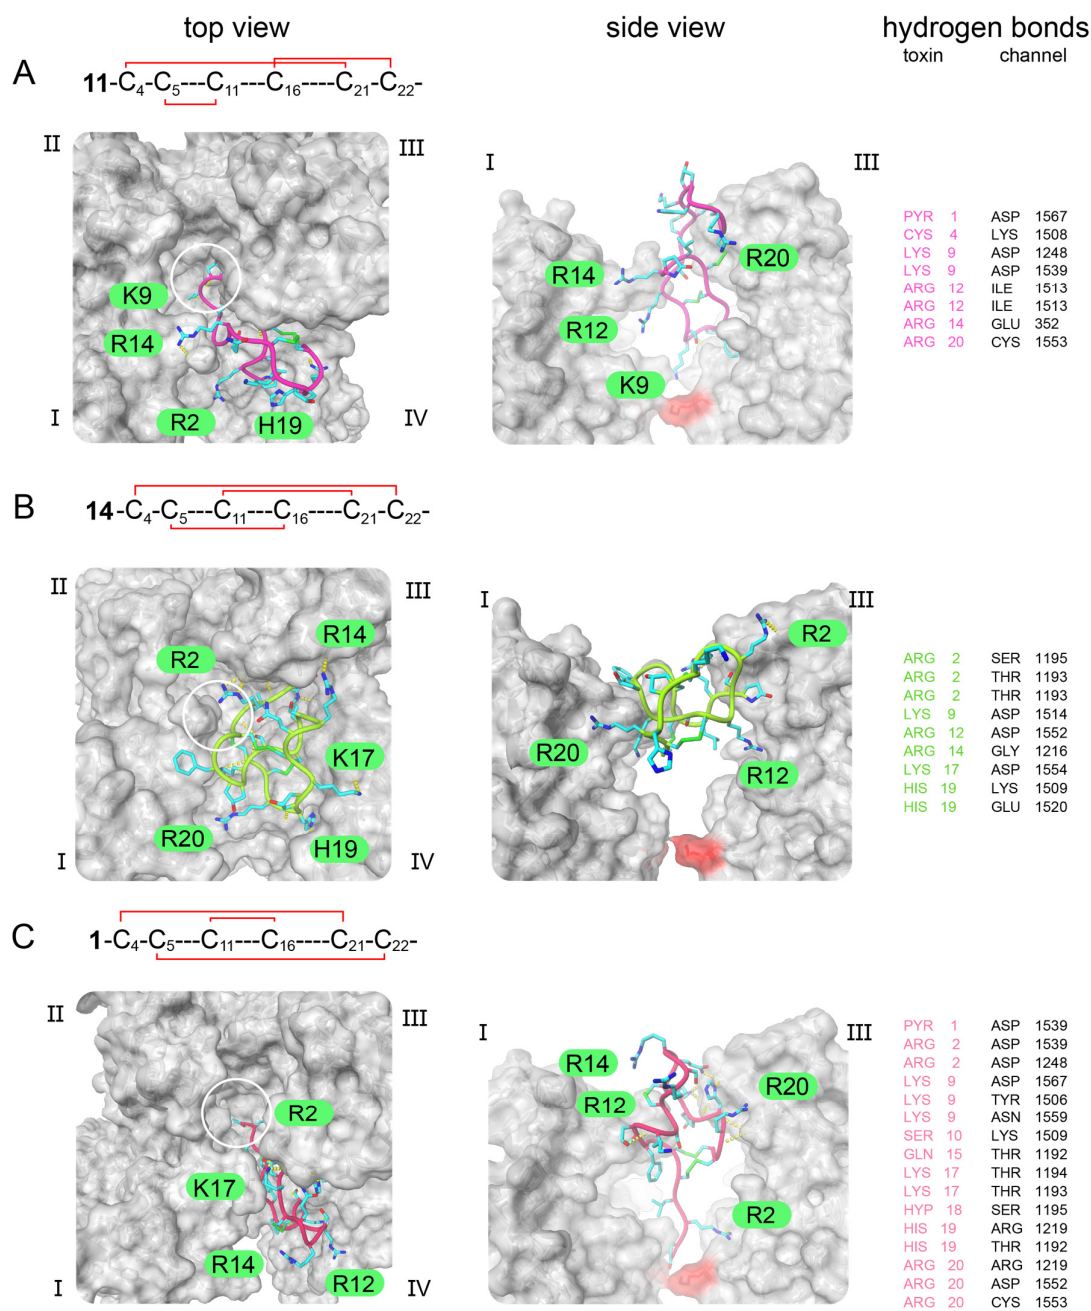 top view side view hydrogen bonds
toxin channel
A
11-C4-C5---C11---C16----C21-C22-
II III
I IV
K9
R14
R2
H19
I III
R14
R20
R12
K9
PYR 1 ASP 1567
CYS 4 LYS 1508
LYS 9 ASP 1248
LYS 9 ASP 1539
ARG 12 ILE 1513
ARG 12 ILE 1513
ARG 14 GLU 352
ARG 20 CYS 1553
B
14-C4-C5---C11---C16----C21-C22-
II III
R14
R2
K17
R20
H19
I IV
I III
R2
R20
R12
ARG 2 SER 1195
ARG 2 THR 1193
ARG 2 THR 1193
LYS 9 ASP 1514
ARG 12 ASP 1552
ARG 14 GLY 1216
LYS 17 ASP 1554
HIS 19 LYS 1509
HIS 19 GLU 1520
C
1-C4-C5---C11---C16----C21-C22-
II III
R2
K17
R14
R12
I IV
I III
R14
R20
R12
R2
PYR 1 ASP 1539
ARG 2 ASP 1539
ARG 2 ASP 1248
LYS 9 ASP 1567
LYS 9 TYR 1506
LYS 9 ASN 1559
SER 10 LYS 1509
GLN 15 THR 1192
LYS 17 THR 1194
LYS 17 THR 1193
HYP 18 SER 1195
HIS 19 ARG 1219
HIS 19 THR 1192
ARG 20 ARG 1219
ARG 20 ASP 1552
ARG 20 CYS 1553